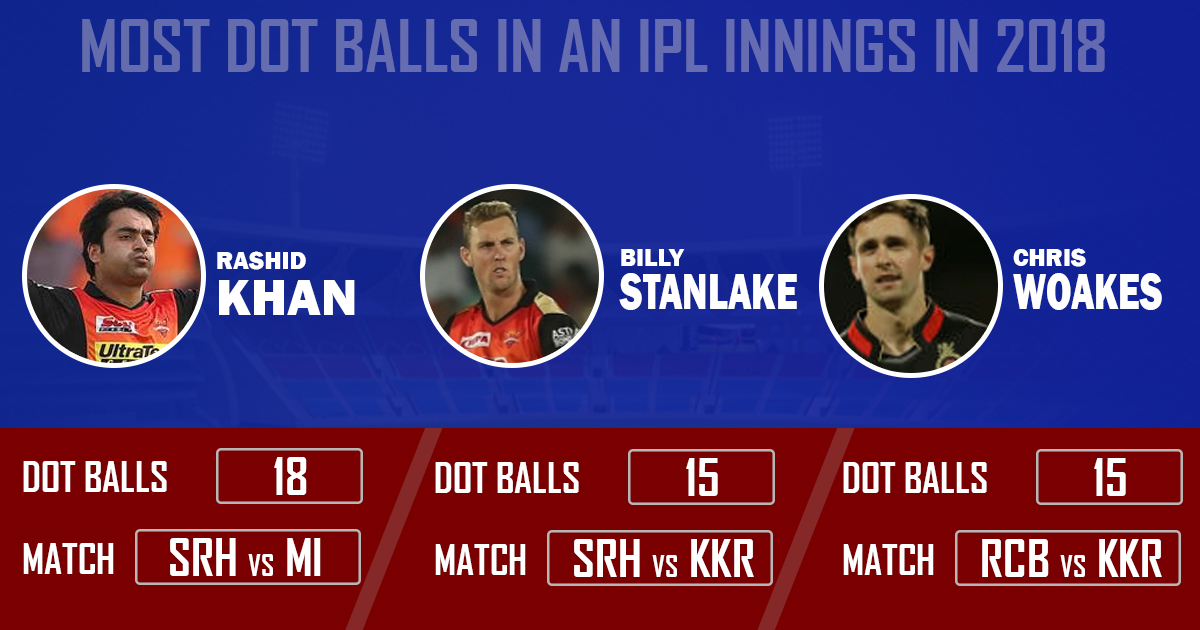 MOST DOT BALLS IN AN IPL INNINGS IN 2018
RASHID
KHAN
BILLY
STANLAKE
CHRIS
WOAKES
UltraTe
DOT BALLS 18
MATCH SRH vs MI
DOT BALLS 15
MATCH SRH vs KKR
DOT BALLS 15
MATCH RCB vs KKR